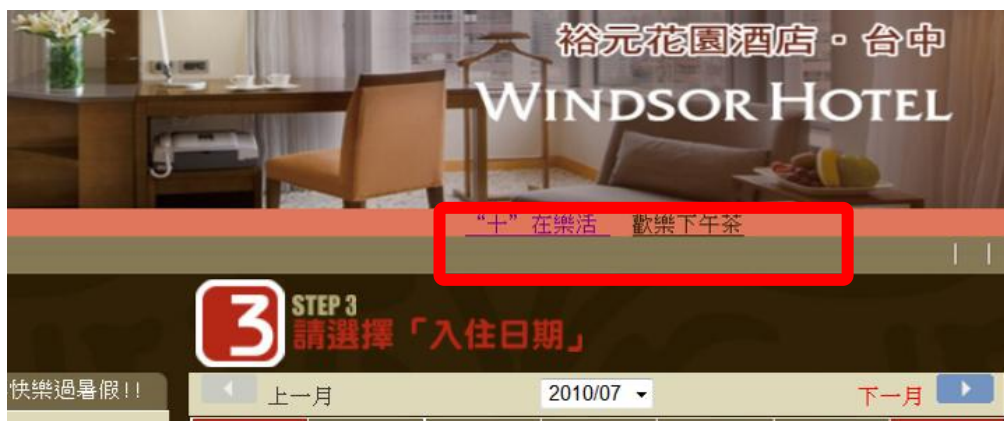 裕元花園酒店。台中
WINDSOR HOTEL
“十”在樂活 歡樂下午茶
| |
3 STEP 3
請選擇「入住日期」
快樂過暑假!!
上一月 2010/07 下一月